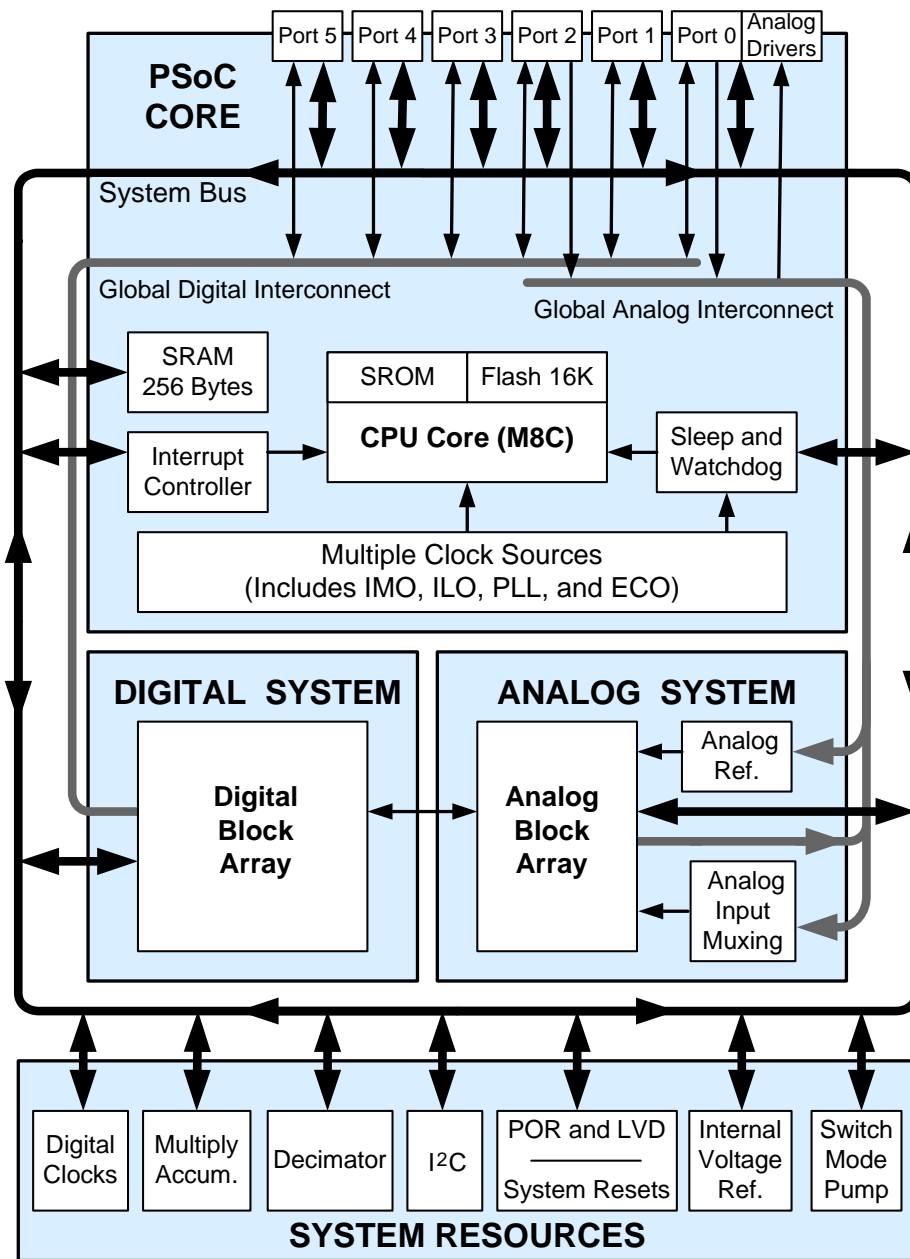 Port 5
Port 4
Port 3
Port 2
Port 1
Port 0
Analog
Drivers
PSoC
CORE
System Bus
Global Digital Interconnect
Global Analog Interconnect
SRAM
256 Bytes
SROM
Flash 16K
CPU Core (M8C)
Interrupt
Controller
Sleep and
Watchdog
Multiple Clock Sources
(Includes IMO, ILO, PLL, and ECO)
DIGITAL SYSTEM
Digital
Block
Array
ANALOG SYSTEM
Analog
Block
Array
Analog
Ref.
Analog
Input
Muxing
Digital
Clocks
Multiply
Accum.
Decimator
I²C
POR and LVD
System Resets
Internal
Voltage
Ref.
Switch
Mode
Pump
SYSTEM RESOURCES